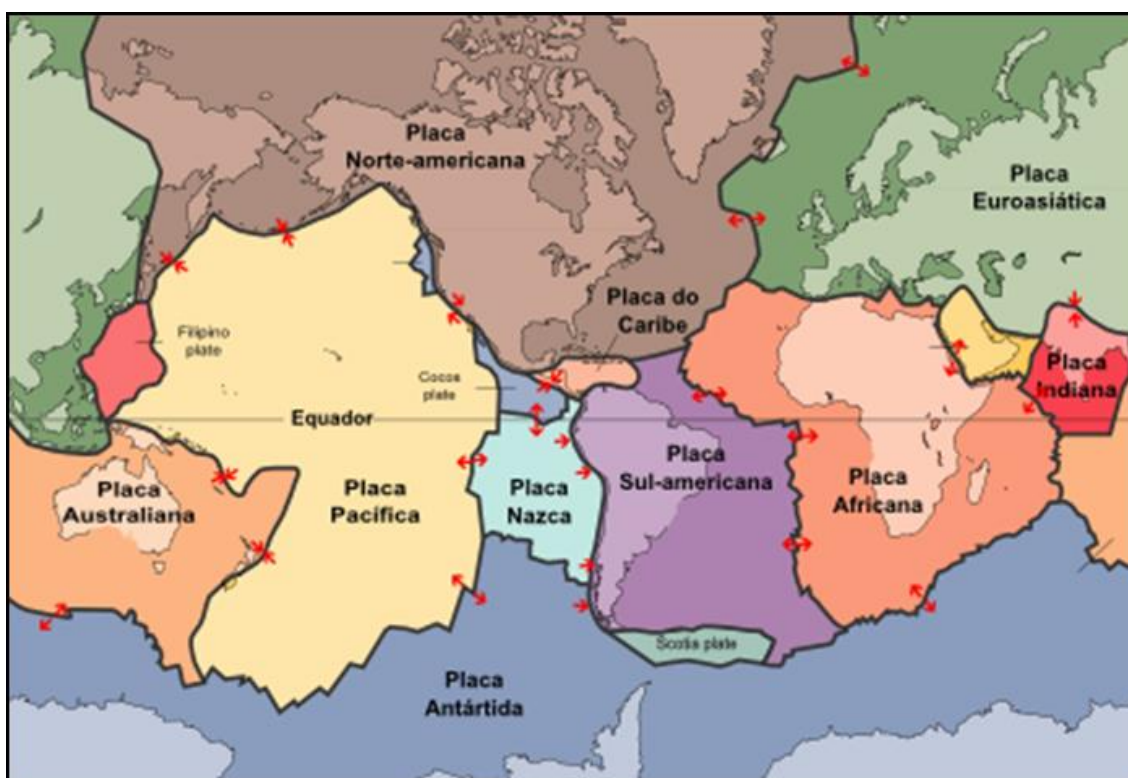 Placa
Norte-americana
Placa
Euroasiática
Placa do
Caribe
Filipino
plate
Cocos
plate
Placa
Indiana
Equador
Placa
Australiana
Placa
Pacífica
Placa
Nazca
Placa
Sul-americana
Placa
Africana
Scotia plate
Placa
Antártida